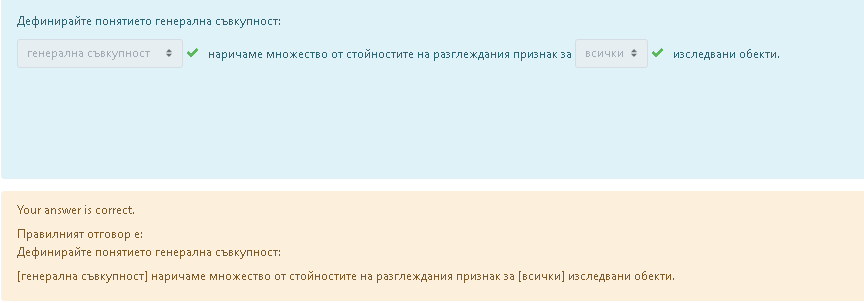 Дефинирайте понятието генерална съвкупност:
генерална съвкупност наричаме множество от стойностите на разглеждания признак за всички изследвани обекти.
Your answer is correct.
Правилният отговор е:
Дефинирайте понятието генерална съвкупност:
[генерална съвкупност] наричаме множество от стойностите на разглеждания признак за [всички] изследвани обекти.